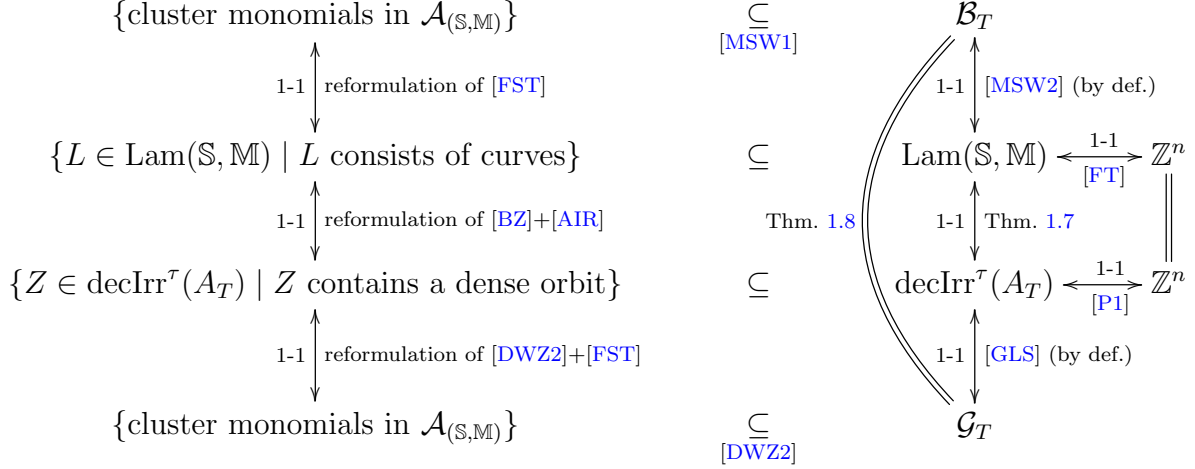 {cluster monomials in 𝒜_(𝕊,𝕄)} ⊆ ℬ_T
[MSW1]
1-1 reformulation of [FST] 1-1 [MSW2] (by def.)
{L ∈ Lam(𝕊, 𝕄) | L consists of curves} ⊆ Lam(𝕊, 𝕄) 1-1 [FT] ℤⁿ
1-1 reformulation of [BZ]+[AIR] Thm. 1.8 1-1 Thm. 1.7
{Z ∈ decIrr^τ(A_T) | Z contains a dense orbit} ⊆ decIrr^τ(A_T) 1-1 [P1] ℤⁿ
1-1 reformulation of [DWZ2]+[FST] 1-1 [GLS] (by def.)
{cluster monomials in 𝒜_(𝕊,𝕄)} ⊆ 𝒢_T
[DWZ2]